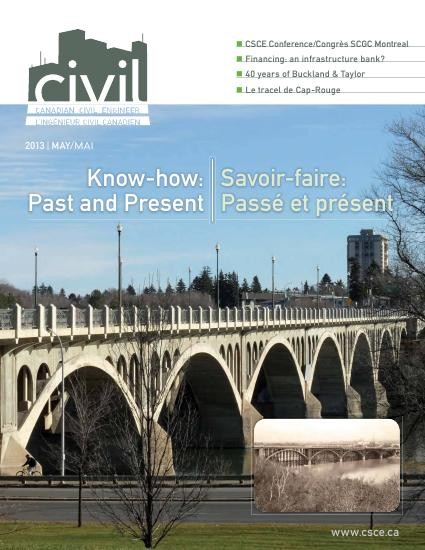 civil
CANADIAN CIVIL ENGINEER
L'INGÉNIEUR CIVIL CANADIEN
CSCE Conference/Congrès SCGC Montreal
Financing: an infrastructure bank?
40 years of Buckland & Taylor
Le tracel de Cap-Rouge
2013 | MAY/MAI
Know-how:
Past and Present
Savoir-faire:
Passé et présent
www.csce.ca